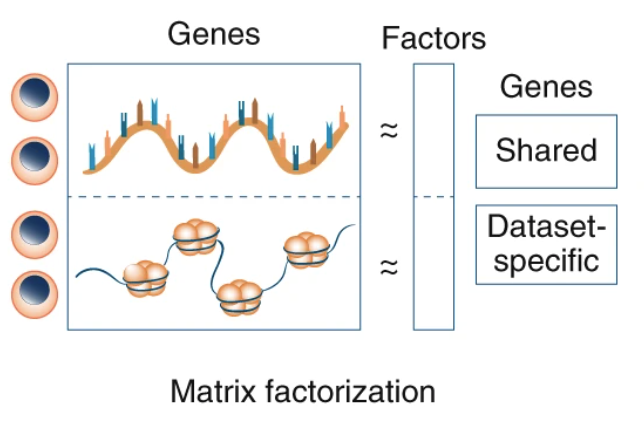 Genes
Factors
Genes
≈
Shared
Dataset-
specific
≈
Matrix factorization